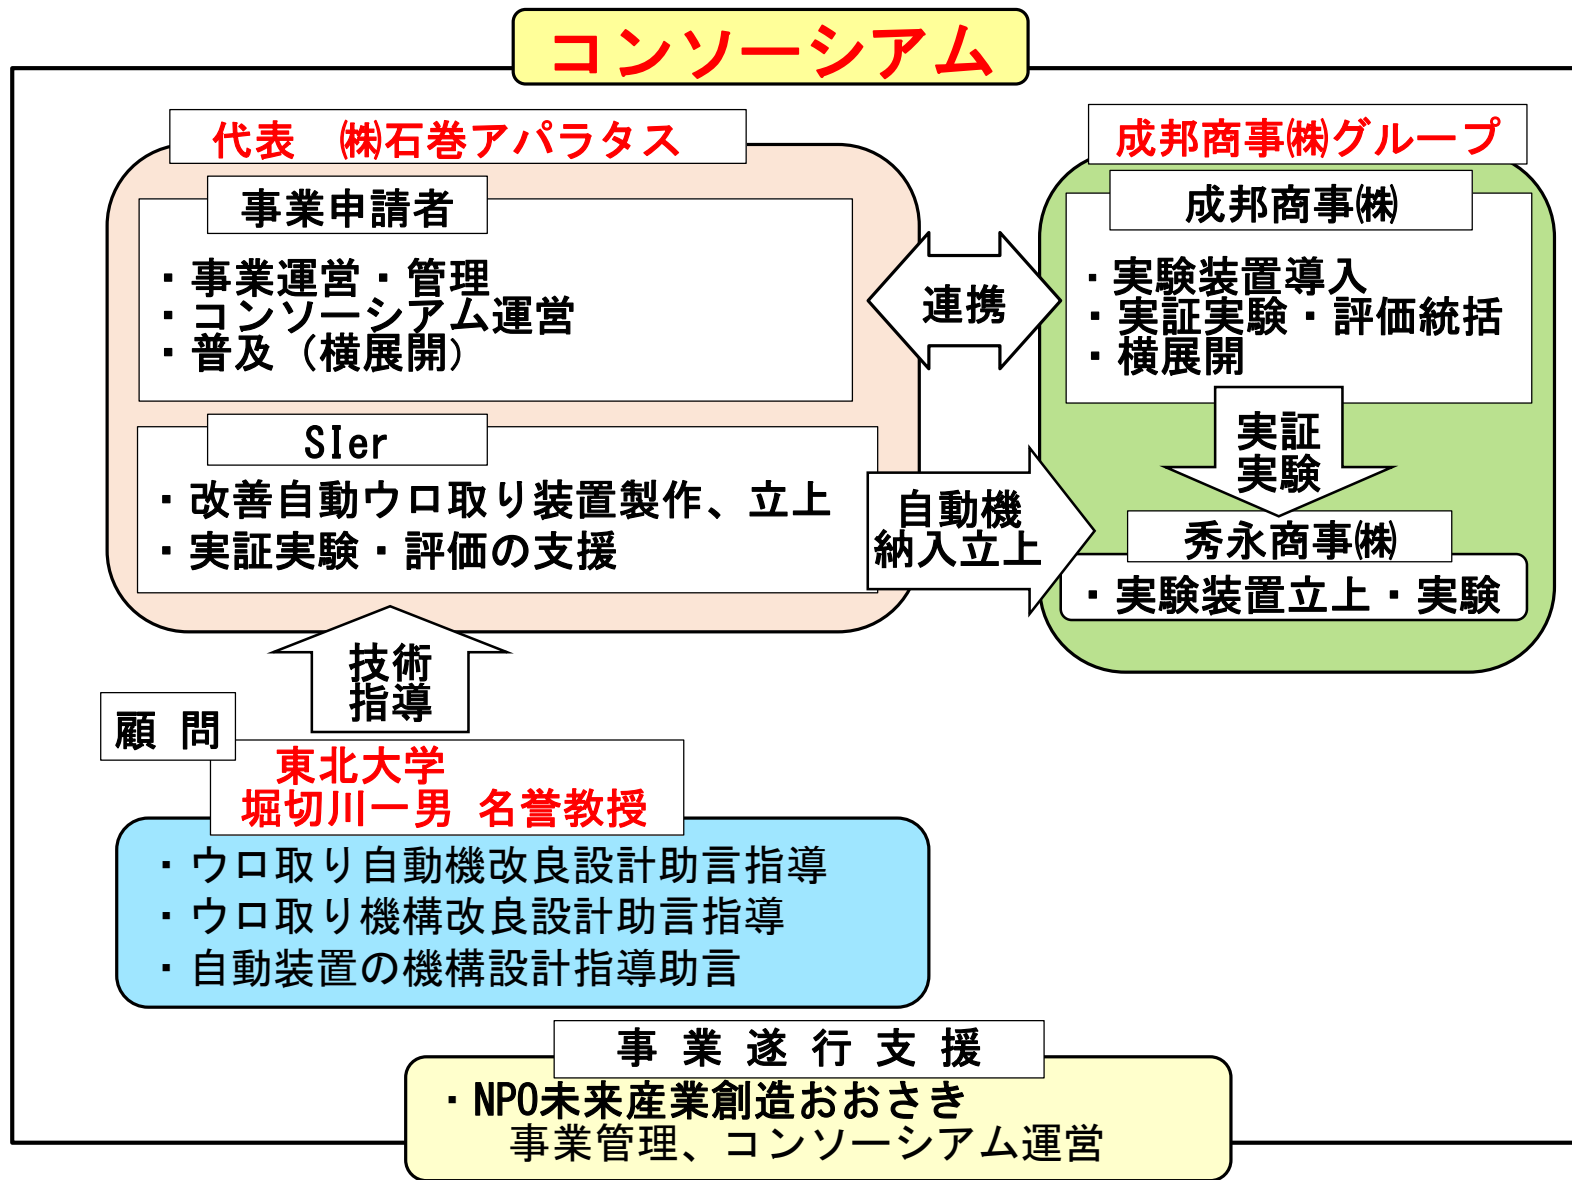 コンソーシアム
代表　㈱石巻アパラタス
事業申請者
・事業運営・管理
・コンソーシアム運営
・普及（横展開）
SIer
・改善自動ウロ取り装置製作、立上
・実証実験・評価の支援
連携
自動機
納入立上
成邦商事㈱グループ
成邦商事㈱
・実験装置導入
・実証実験・評価統括
・横展開
実証
実験
秀永商事㈱
・実験装置立上・実験
技術
指導
顧 問
東北大学
堀切川一男 名誉教授
・ウロ取り自動機改良設計助言指導
・ウロ取り機構改良設計助言指導
・自動装置の機構設計指導助言
事 業 遂 行 支 援
・NPO未来産業創造おおさき
事業管理、コンソーシアム運営